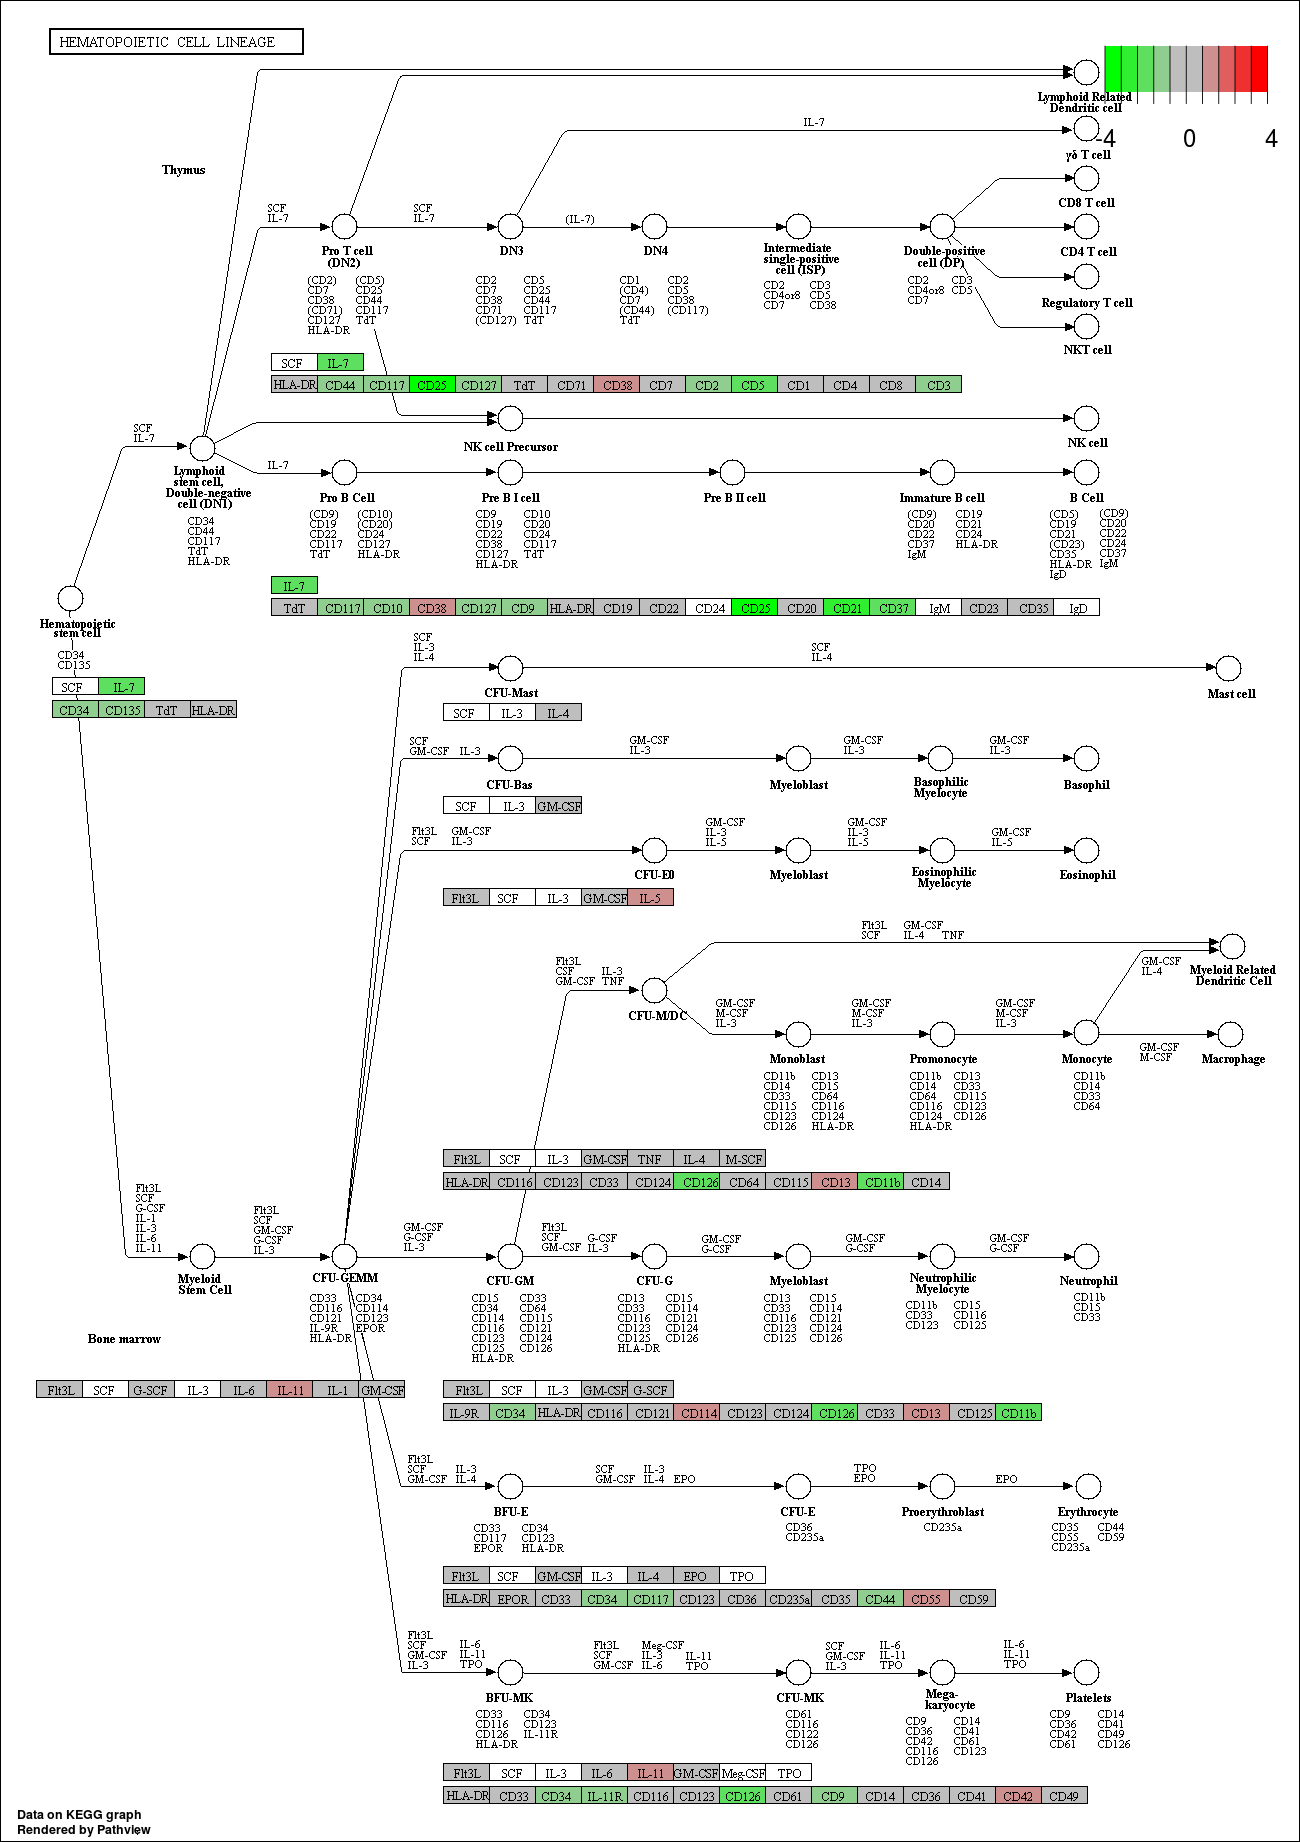 HEMATOPOIETIC CELL LINEAGE
Lymphoid Related
Dendritic cell
-4 0 4
IL-7
γδ T cell
Thymus
CD8 T cell
SCF
IL-7
SCF
IL-7
(IL-7)
Pro T cell
(DN2)
DN3
DN4
Intermediate
single-positive
cell (ISP)
Double-positive
cell (DP)
CD4 T cell
(CD2) (CD5)
CD7 CD25
CD38 CD44
(CD71) CD117
CD127 TdT
HLA-DR
CD2 CD5
CD7 CD25
CD38 CD44
CD71 CD117
(CD127) TdT
CD1 CD2
(CD4) CD5
CD7 CD38
(CD44) (CD117)
TdT
CD2 CD3
CD4or8 CD5
CD7 CD38
CD2 CD3
CD4or8 CD5
CD7
Regulatory T cell
NKT cell
SCF IL-7
HLA-DR CD44 CD117 CD25 CD127 TdT CD71 CD38 CD7 CD2 CD5 CD1 CD4 CD8 CD3
SCF
IL-7
NK cell Precursor
NK cell
Lymphoid
stem cell,
Double-negative
cell (DN1)
IL-7
Pro B Cell
Pre B I cell
Pre B II cell
Immature B cell
B Cell
CD34
CD44
CD117
TdT
HLA-DR
(CD9) (CD10)
CD19 (CD20)
CD22 CD24
CD117 CD127
TdT HLA-DR
CD9 CD10
CD19 CD20
CD22 CD24
CD38 CD117
CD127 TdT
HLA-DR
(CD9) CD19
CD20 CD21
CD22 CD24
CD37 HLA-DR
IgM
(CD5) (CD9)
CD19 CD20
CD21 CD22
(CD23) CD24
CD35 CD37
HLA-DR IgM
IgD
IL-7
TdT CD117 CD10 CD38 CD127 CD9 HLA-DR CD19 CD22 CD24 CD25 CD20 CD21 CD37 IgM CD23 CD35 IgD
Hematopoietic
stem cell
CD34
CD135
SCF IL-7
CD34 CD135 TdT HLA-DR
SCF
IL-3
IL-4
SCF
IL-4
CFU-Mast
Mast cell
SCF IL-3 IL-4
SCF
GM-CSF IL-3
GM-CSF
IL-3
GM-CSF
IL-3
GM-CSF
IL-3
CFU-Bas
Myeloblast
Basophilic
Myelocyte
Basophil
SCF IL-3 GM-CSF
Flt3L GM-CSF
SCF IL-3
GM-CSF
IL-3
IL-5
GM-CSF
IL-3
IL-5
GM-CSF
IL-5
CFU-E0
Myeloblast
Eosinophilic
Myelocyte
Eosinophil
Flt3L SCF IL-3 GM-CSF IL-5
Flt3L GM-CSF
SCF IL-4 TNF
Flt3L
CSF IL-3
GM-CSF TNF
CFU-M/DC
GM-CSF
IL-4
Myeloid Related
Dendritic Cell
GM-CSF
M-CSF
IL-3
GM-CSF
M-CSF
IL-3
GM-CSF
M-CSF
IL-3
GM-CSF
M-CSF
Monoblast
Promonocyte
Monocyte
Macrophage
CD11b CD13
CD14 CD15
CD33 CD64
CD115 CD116
CD123 CD124
CD126 HLA-DR
CD11b CD13
CD14 CD33
CD64 CD115
CD116 CD123
CD124 CD126
HLA-DR
CD11b
CD14
CD33
CD64
Flt3L SCF IL-3 GM-CSF TNF IL-4 M-SCF
HLA-DR CD116 CD123 CD33 CD124 CD126 CD64 CD115 CD13 CD11b CD14
Flt3L
SCF
G-CSF
IL-1
IL-3
IL-6
IL-11
Flt3L
SCF
GM-CSF
G-CSF
IL-3
GM-CSF
G-CSF
IL-3
Flt3L
SCF G-CSF
GM-CSF IL-3
GM-CSF
G-CSF
GM-CSF
G-CSF
GM-CSF
G-CSF
Myeloid
Stem Cell
CFU-GEMM
CFU-GM
CFU-G
Myeloblast
Neutrophilic
Myelocyte
Neutrophil
CD33 CD34
CD116 CD114
CD121 CD123
IL-9R EPOR
HLA-DR
CD15 CD33
CD34 CD64
CD114 CD115
CD116 CD121
CD123 CD124
CD125 CD126
HLA-DR
CD13 CD15
CD33 CD114
CD116 CD121
CD123 CD124
CD125 CD126
HLA-DR
CD13 CD15
CD33 CD114
CD116 CD121
CD123 CD124
CD125 CD126
CD11b CD15
CD33 CD116
CD123 CD125
CD11b
CD15
CD33
Bone marrow
Flt3L SCF G-SCF IL-3 IL-6 IL-11 IL-1 GM-CSF
Flt3L SCF IL-3 GM-CSF G-SCF
IL-9R CD34 HLA-DR CD116 CD121 CD114 CD123 CD124 CD126 CD33 CD13 CD125 CD11b
Flt3L
SCF IL-3
GM-CSF IL-4
SCF IL-3
GM-CSF IL-4 EPO
TPO
EPO
EPO
BFU-E
CFU-E
Proerythroblast
Erythrocyte
CD33 CD34
CD117 CD123
EPOR HLA-DR
CD36
CD235a
CD235a
CD35 CD44
CD55 CD59
CD235a
Flt3L SCF GM-CSF IL-3 IL-4 EPO TPO
HLA-DR EPOR CD33 CD34 CD117 CD123 CD36 CD235a CD35 CD44 CD55 CD59
Flt3L
SCF IL-6
GM-CSF IL-11
IL-3 TPO
Flt3L Meg-CSF
SCF IL-3 IL-11
GM-CSF IL-6 TPO
SCF IL-6
GM-CSF IL-11
IL-3 TPO
IL-6
IL-11
TPO
BFU-MK
CFU-MK
Mega-
karyocyte
Platelets
CD33 CD34
CD116 CD123
CD126 IL-11R
HLA-DR
CD61
CD116
CD122
CD126
CD9 CD14
CD36 CD41
CD42 CD61
CD116 CD123
CD126
CD9 CD14
CD36 CD41
CD42 CD49
CD61 CD126
Flt3L SCF IL-3 IL-6 IL-11 GM-CSF Meg-CSF TPO
HLA-DR CD33 CD34 IL-11R CD116 CD123 CD126 CD61 CD9 CD14 CD36 CD41 CD42 CD49
Data on KEGG graph
Rendered by Pathview